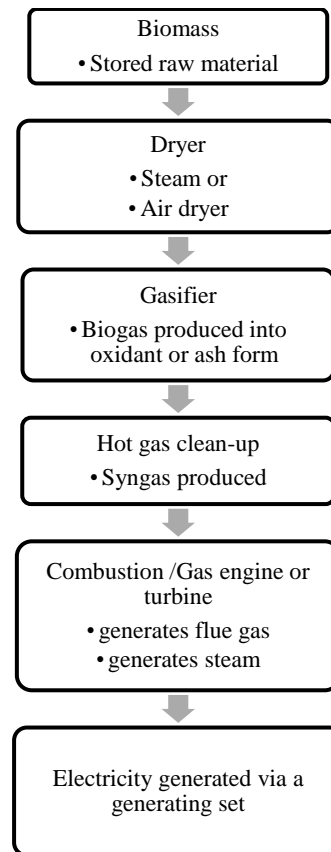 Biomass
• Stored raw material
Dryer
• Steam or
• Air dryer
Gasifier
• Biogas produced into
oxidant or ash form
Hot gas clean-up
• Syngas produced
Combustion /Gas engine or
turbine
• generates flue gas
• generates steam
Electricity generated via a
generating set